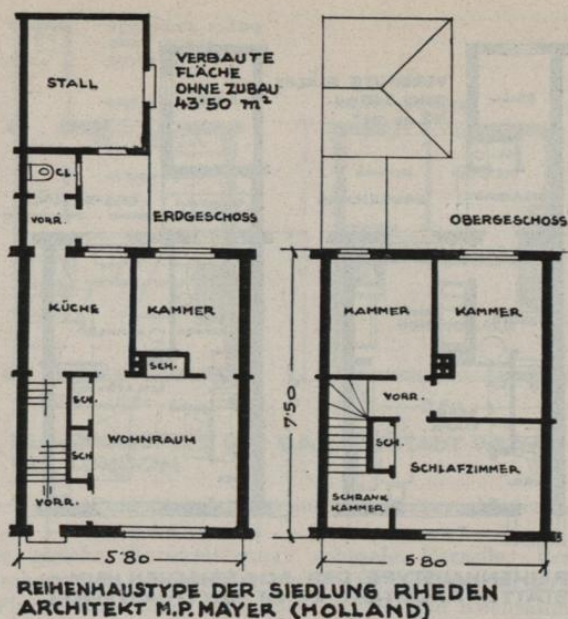 STALL
VERBAUTE
FLÄCHE
OHNE ZUBAU
43·50 m²
C.L.
VORR.
ERDGESCHOSS
KÜCHE
KAMMER
SCH.
SCH.
SCH
WOHNRAUM
VORR.
5·80
OBERGESCHOSS
KAMMER
KAMMER
VORR.
SCH.
SCHLAFZIMMER
SCHRANK
KAMMER
7·50
5·80
REIHENHAUSTYPE DER SIEDLUNG RHEDEN
ARCHITEKT M.P.MAYER (HOLLAND)